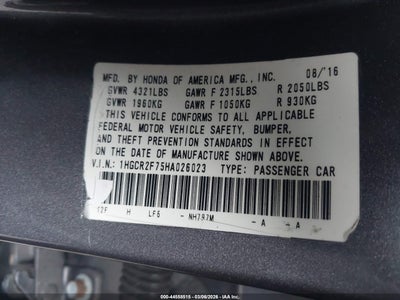 MFD. BY HONDA OF AMERICA MFG., INC. 08/16
GVWR 4321LBS GAWR F 2315LBS R 2050LBS
GVWR 1960KG GAWR F 1050KG R 930KG
THIS VEHICLE CONFORMS TO ALL APPLICABLE
FEDERAL MOTOR VEHICLE SAFETY, BUMPER,
AND THEFT PREVENTION STANDARDS IN EFFECT
ON THE DATE OF MANUFACTURE SHOWN ABOVE.
V.I.N.: 1HGCR2F75HA026023 TYPE: PASSENGER CAR
H LF6 - NH797M - A - A
000-44558515 - 03/06/2026 - IAA Inc.